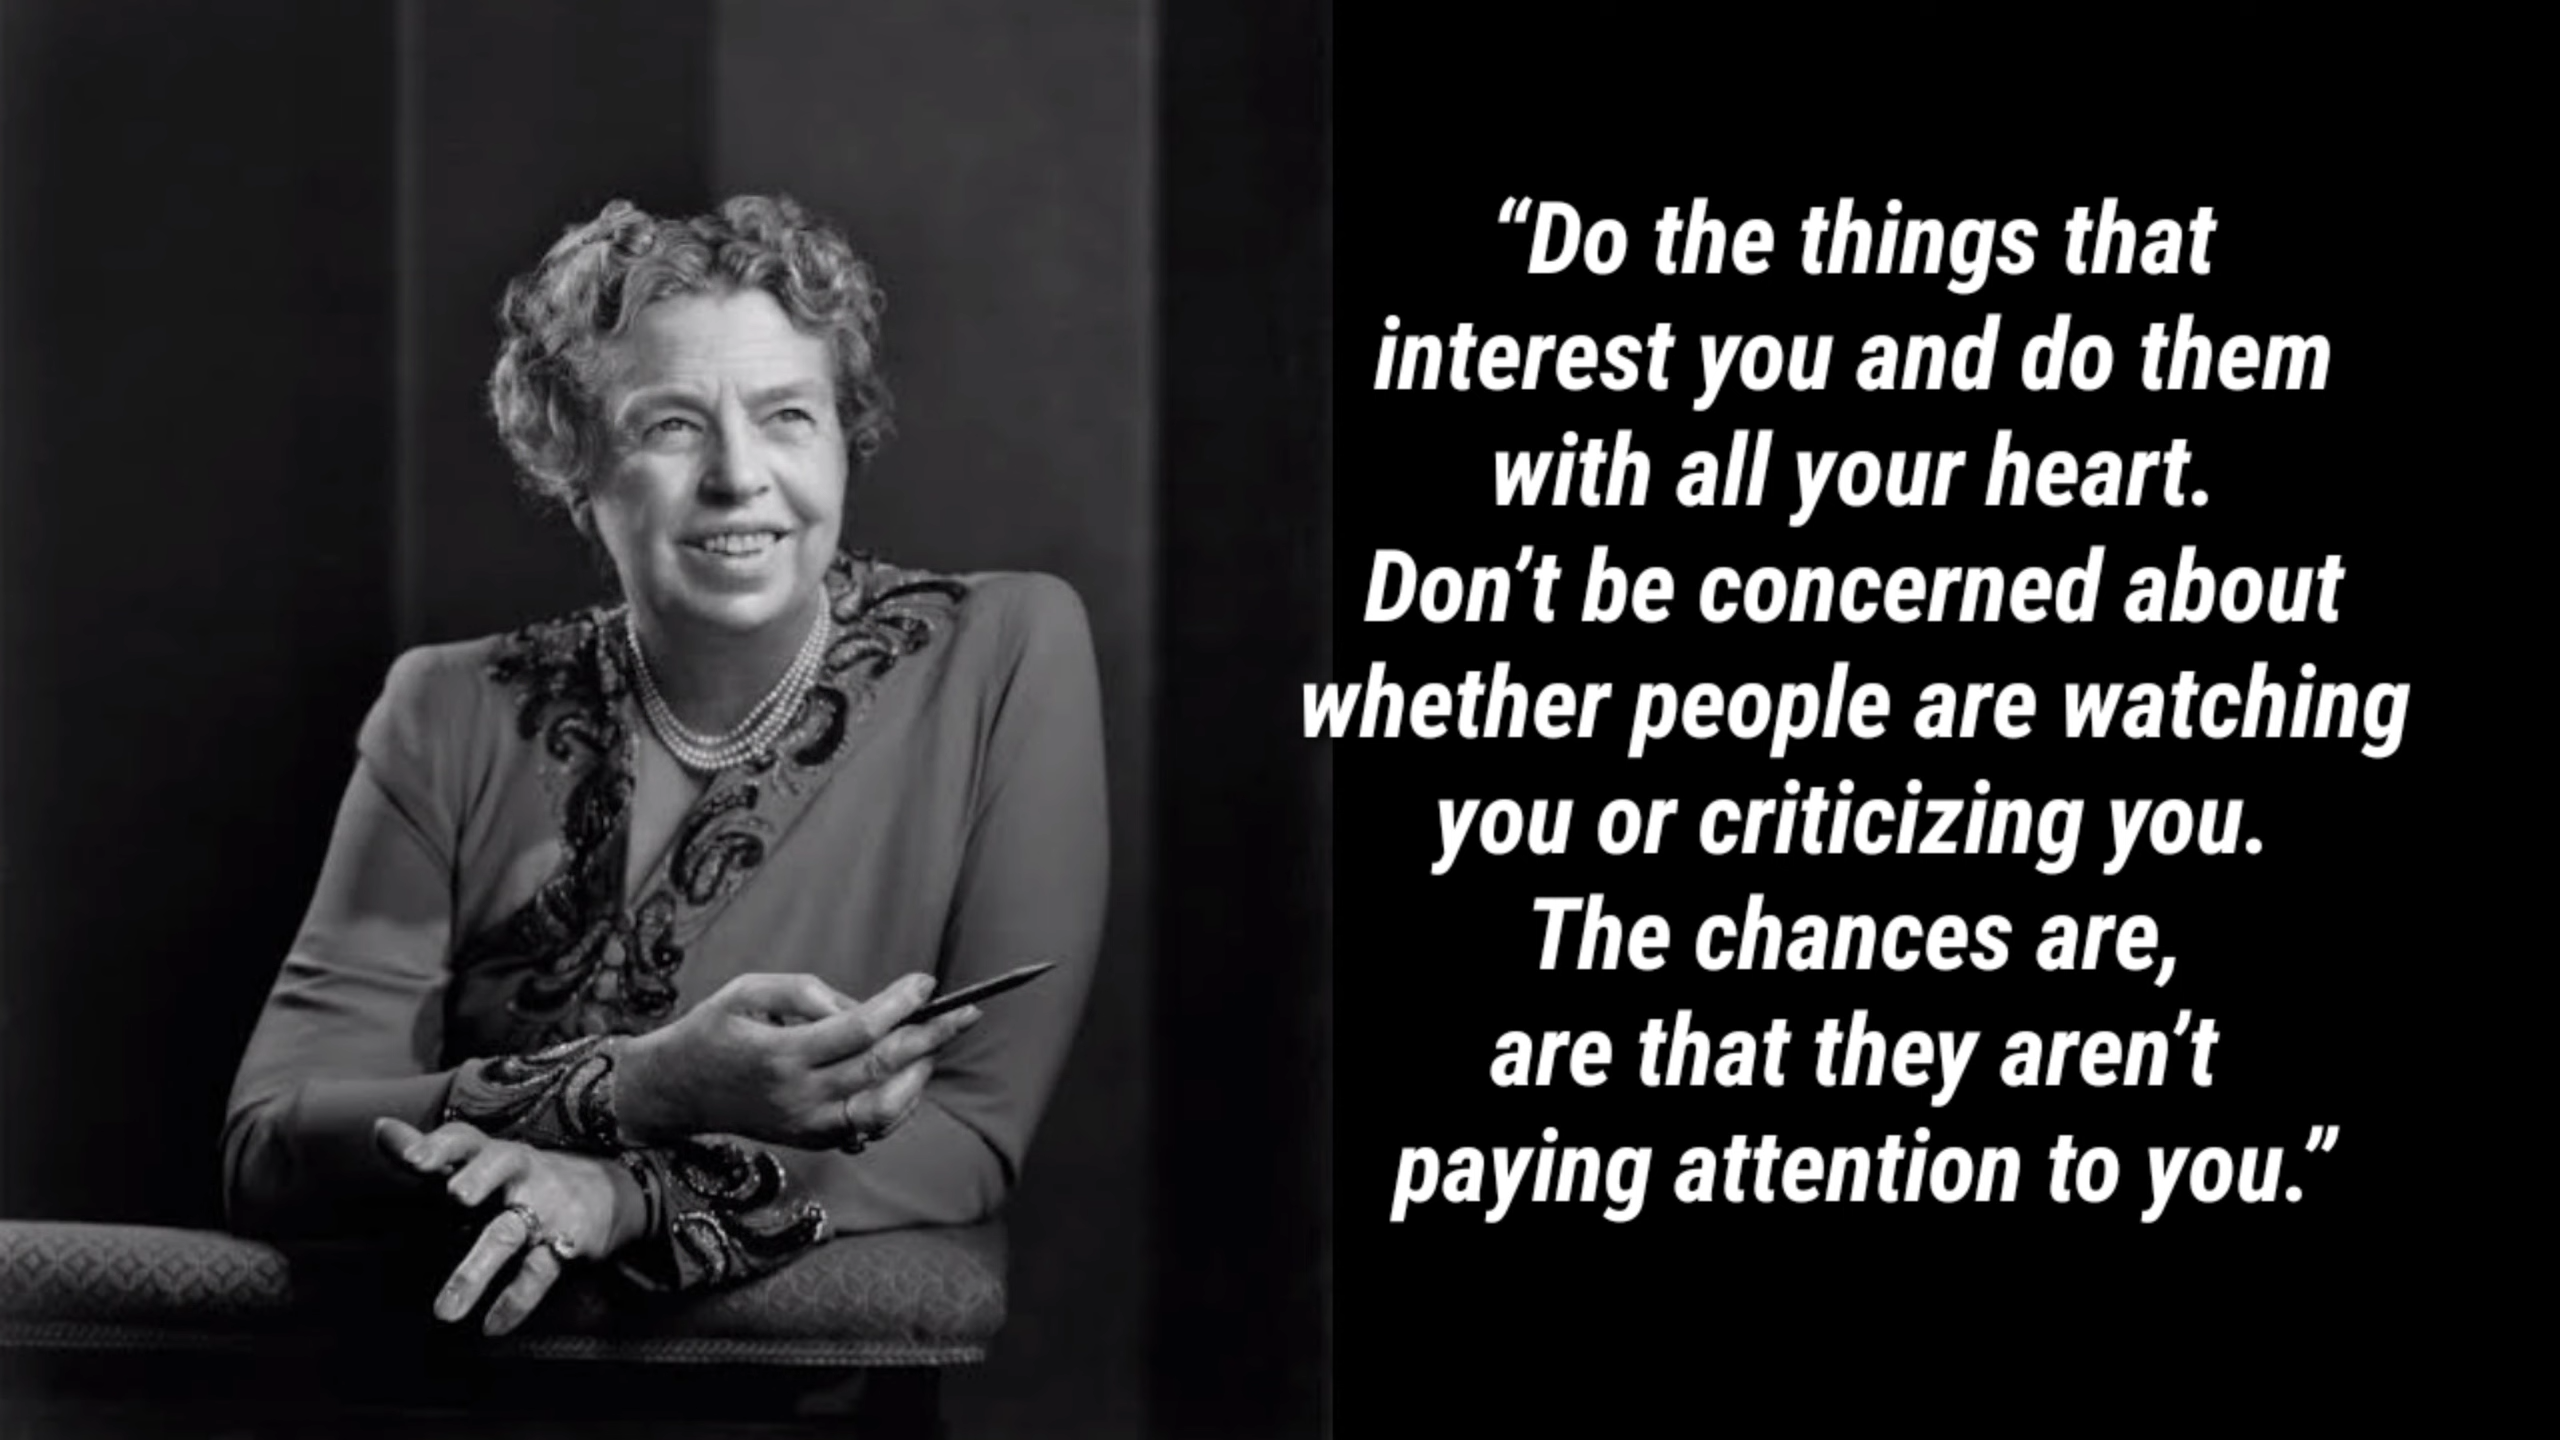 “Do the things that
interest you and do them
with all your heart.
Don’t be concerned about
whether people are watching
you or criticizing you.
The chances are,
are that they aren’t
paying attention to you.”